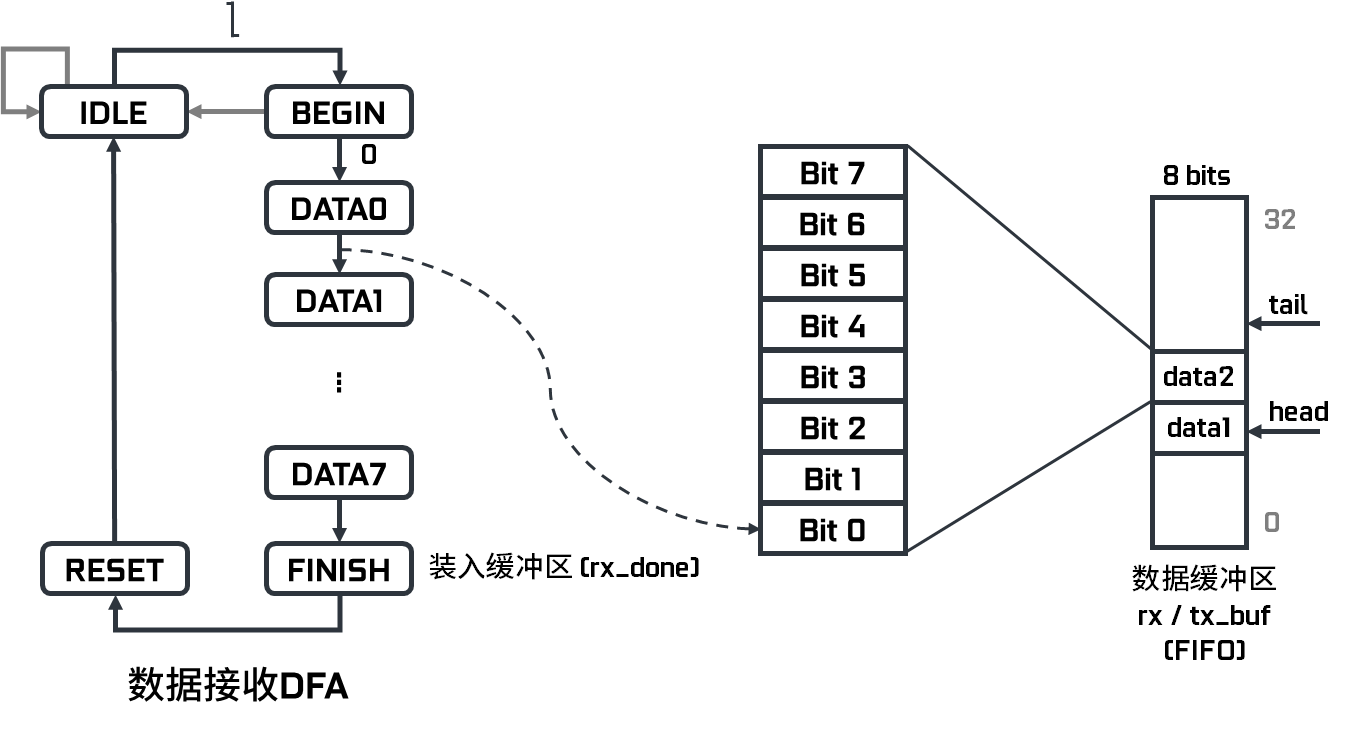 IDLE
BEGIN
0
DATA0
DATA1
DATA7
FINISH
RESET
装入缓冲区 (rx_done)
数据接收DFA
Bit 7
Bit 6
Bit 5
Bit 4
Bit 3
Bit 2
Bit 1
Bit 0
8 bits
32
tail
data2
head
data1
0
数据缓冲区
rx / tx_buf
(FIFO)